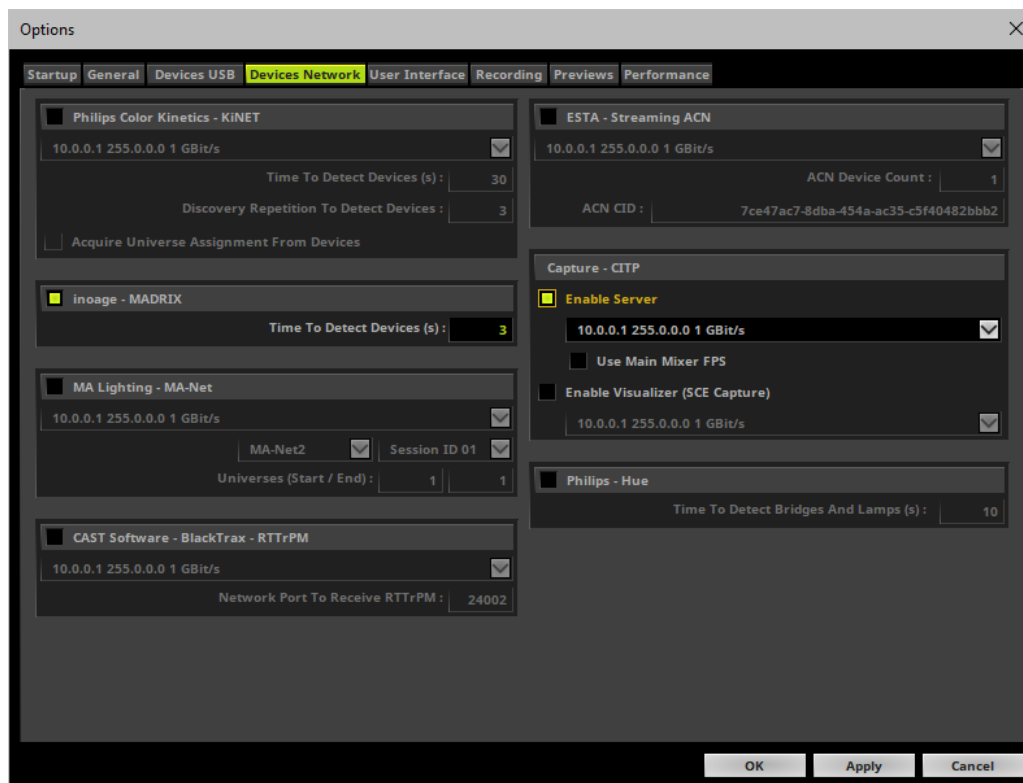 Options
Startup General Devices USB Devices Network User Interface Recording Previews Performance
Philips Color Kinetics - KiNET
10.0.0.1 255.0.0.0 1 GBit/s
Time To Detect Devices (s) : 30
Discovery Repetition To Detect Devices : 3
Acquire Universe Assignment From Devices
inoage - MADRIX
Time To Detect Devices (s) : 3
MA Lighting - MA-Net
10.0.0.1 255.0.0.0 1 GBit/s
MA-Net2 Session ID 01
Universes (Start / End) : 1 1
CAST Software - BlackTrax - RTTrPM
10.0.0.1 255.0.0.0 1 GBit/s
Network Port To Receive RTTrPM : 24002
ESTA - Streaming ACN
10.0.0.1 255.0.0.0 1 GBit/s
ACN Device Count : 1
ACN CID : 7ce47ac7-8dba-454a-ac35-c5f40482bbb2
Capture - CITP
Enable Server
10.0.0.1 255.0.0.0 1 GBit/s
Use Main Mixer FPS
Enable Visualizer (SCE Capture)
10.0.0.1 255.0.0.0 1 GBit/s
Philips - Hue
Time To Detect Bridges And Lamps (s) : 10
OK Apply Cancel